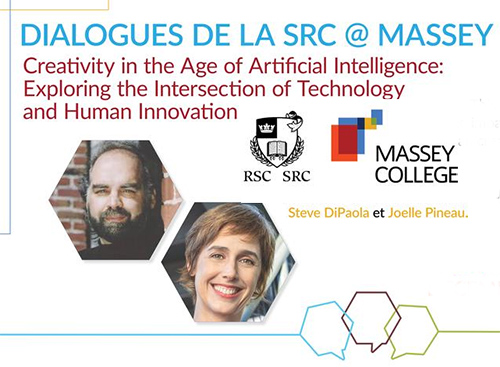 DIALOGUES DE LA SRC @ MASSEY
Creativity in the Age of Artificial Intelligence:
Exploring the Intersection of Technology
and Human Innovation
RSC SRC
MASSEY
COLLEGE
Steve DiPaola et Joelle Pineau.